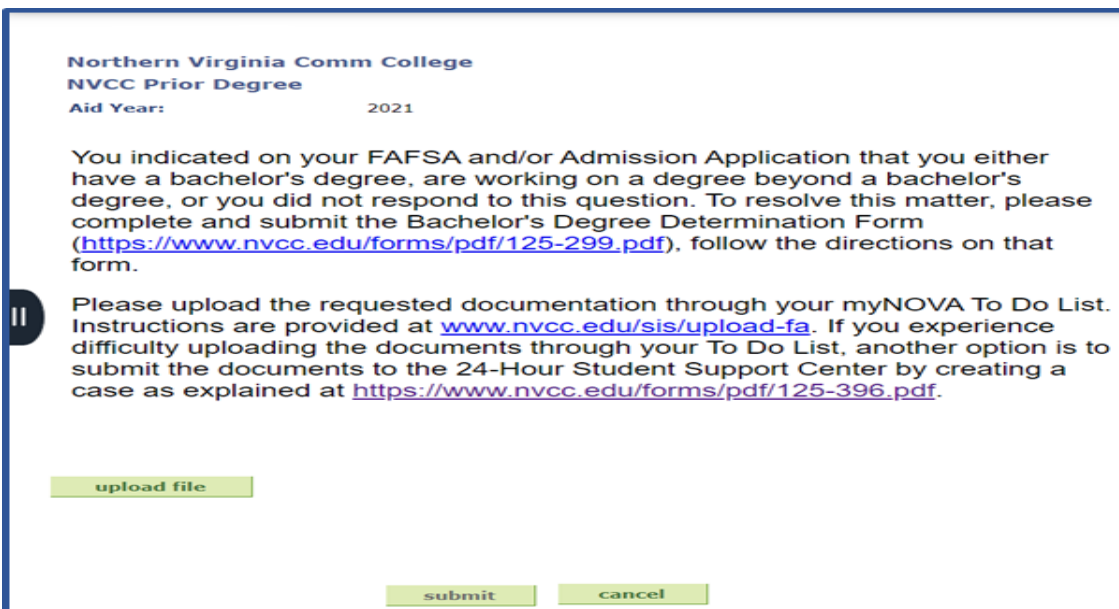 Northern Virginia Comm College
NVCC Prior Degree
Aid Year: 2021
You indicated on your FAFSA and/or Admission Application that you either
have a bachelor's degree, are working on a degree beyond a bachelor's
degree, or you did not respond to this question. To resolve this matter, please
complete and submit the Bachelor's Degree Determination Form
(https://www.nvcc.edu/forms/pdf/125-299.pdf), follow the directions on that
form.
Please upload the requested documentation through your myNOVA To Do List.
Instructions are provided at www.nvcc.edu/sis/upload-fa. If you experience
difficulty uploading the documents through your To Do List, another option is to
submit the documents to the 24-Hour Student Support Center by creating a
case as explained at https://www.nvcc.edu/forms/pdf/125-396.pdf.
upload file
submit cancel